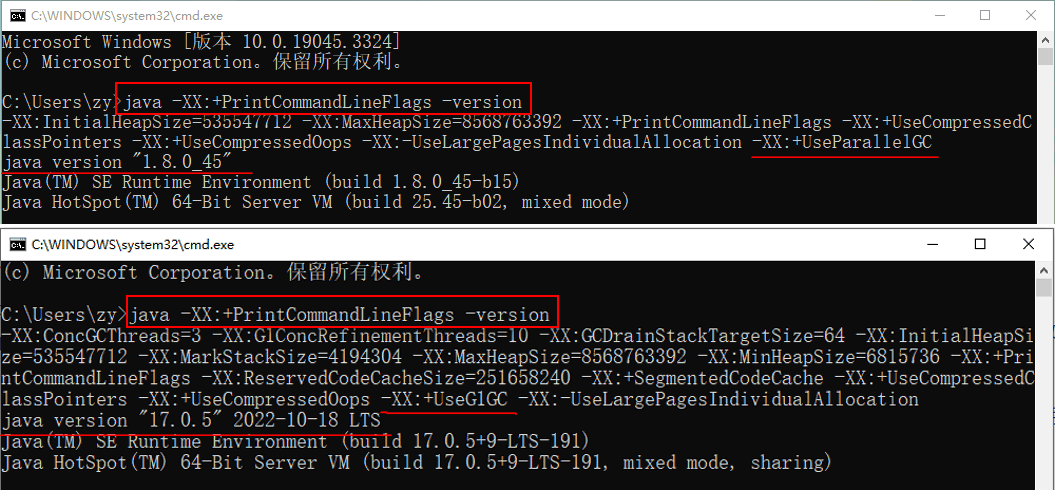 C:\WINDOWS\system32\cmd.exe
Microsoft Windows [版本 10.0.19045.3324]
(c) Microsoft Corporation。保留所有权利。
C:\Users\zy>java -XX:+PrintCommandLineFlags -version
-XX:InitialHeapSize=535547712 -XX:MaxHeapSize=8568763392 -XX:+PrintCommandLineFlags -XX:+UseCompressedC
lassPointers -XX:+UseCompressedOops -XX:-UseLargePagesIndividualAllocation -XX:+UseParallelGC
java version "1.8.0_45"
Java(TM) SE Runtime Environment (build 1.8.0_45-b15)
Java HotSpot(TM) 64-Bit Server VM (build 25.45-b02, mixed mode)
C:\WINDOWS\system32\cmd.exe
(c) Microsoft Corporation。保留所有权利。
C:\Users\zy>java -XX:+PrintCommandLineFlags -version
-XX:ConcGCThreads=3 -XX:G1ConcRefinementThreads=10 -XX:GCDrainStackTargetSize=64 -XX:InitialHeapSi
ze=535547712 -XX:MarkStackSize=4194304 -XX:MaxHeapSize=8568763392 -XX:MinHeapSize=6815736 -XX:+Pri
ntCommandLineFlags -XX:ReservedCodeCacheSize=251658240 -XX:+SegmentedCodeCache -XX:+UseCompressedC
lassPointers -XX:+UseCompressedOops -XX:+UseG1GC -XX:-UseLargePagesIndividualAllocation
java version "17.0.5" 2022-10-18 LTS
Java(TM) SE Runtime Environment (build 17.0.5+9-LTS-191)
Java HotSpot(TM) 64-Bit Server VM (build 17.0.5+9-LTS-191, mixed mode, sharing)